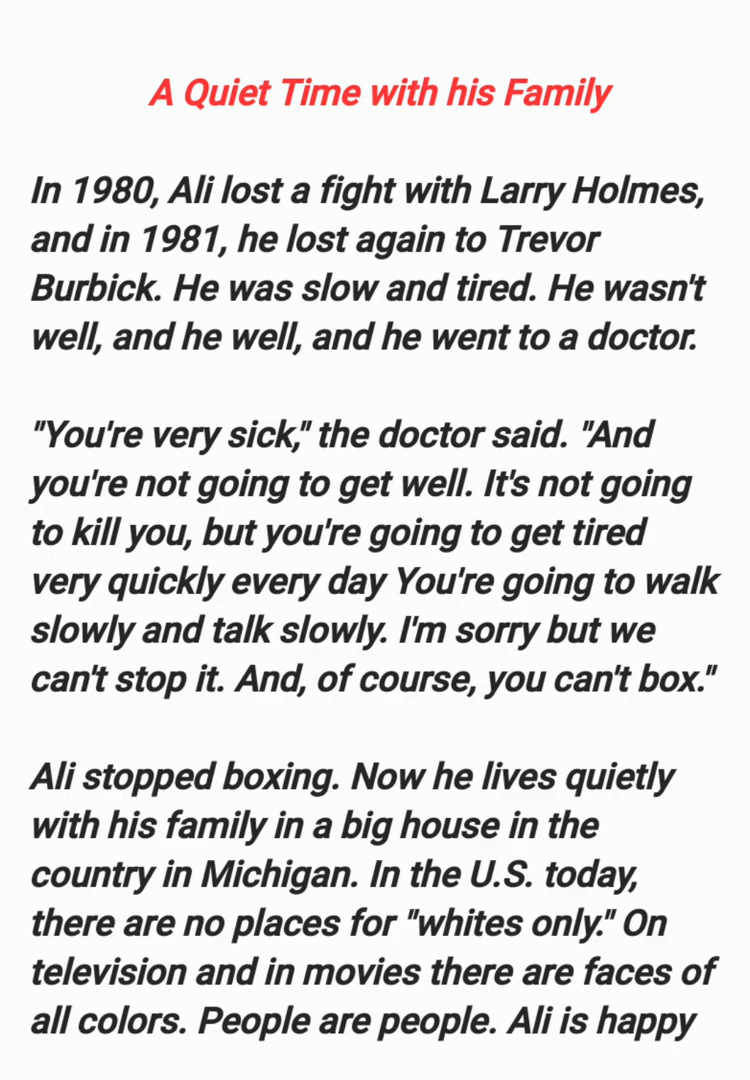 A Quiet Time with his Family
In 1980, Ali lost a fight with Larry Holmes,
and in 1981, he lost again to Trevor
Burbick. He was slow and tired. He wasn't
well, and he well, and he went to a doctor.
"You're very sick," the doctor said. "And
you're not going to get well. It's not going
to kill you, but you're going to get tired
very quickly every day You're going to walk
slowly and talk slowly. I'm sorry but we
can't stop it. And, of course, you can't box."
Ali stopped boxing. Now he lives quietly
with his family in a big house in the
country in Michigan. In the U.S. today,
there are no places for "whites only." On
television and in movies there are faces of
all colors. People are people. Ali is happy